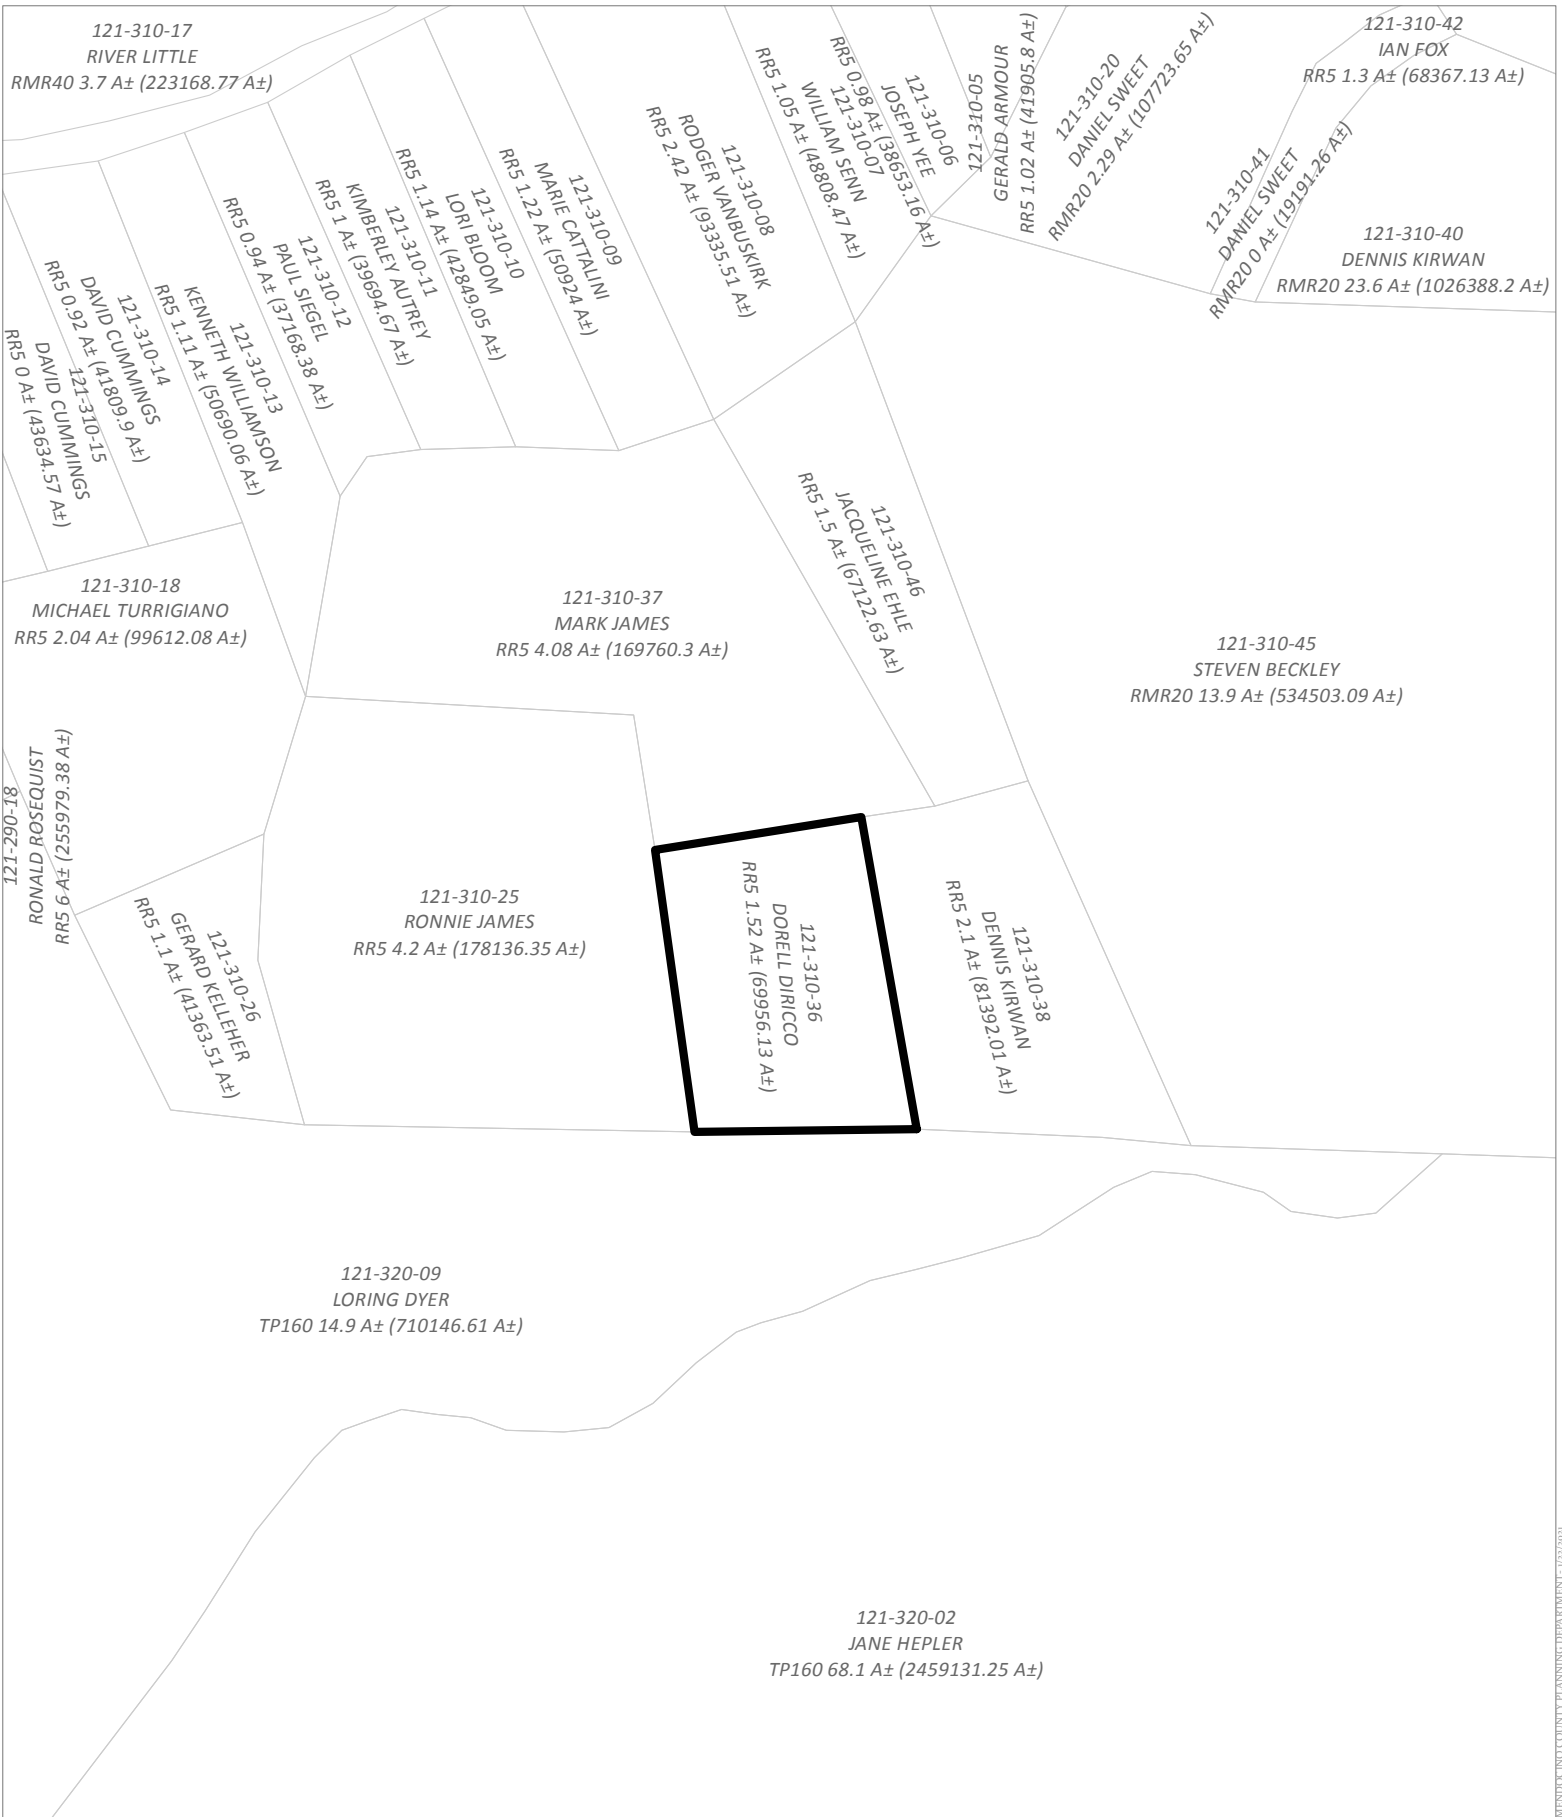 121-310-17
RIVER LITTLE
RMR40 3.7 A± (223168.77 A±)
121-310-42
IAN FOX
RR5 1.3 A± (68367.13 A±)
121-310-20
DANIEL SWEET
RMR20 2.29 A± (107723.65 A±)
121-310-05
GERALD ARMOUR
RR5 1.02 A± (41905.8 A±)
121-310-06
JOSEPH YEE
RR5 0.98 A± (38653.16 A±)
121-310-07
WILLIAM SENN
RR5 1.05 A± (48808.47 A±)
121-310-08
RODGER VANBUSKIRK
RR5 2.42 A± (93335.51 A±)
121-310-09
MARIE CATTALINI
RR5 1.22 A± (50924 A±)
121-310-10
LORI BLOOM
RR5 1.14 A± (42849.05 A±)
121-310-11
KIMBERLEY AUTREY
RR5 1 A± (39694.67 A±)
121-310-12
PAUL SIEGEL
RR5 0.94 A± (37168.38 A±)
121-310-13
KENNETH WILLIAMSON
RR5 1.11 A± (50690.06 A±)
121-310-14
DAVID CUMMINGS
RR5 0.92 A± (41809.9 A±)
121-310-15
DAVID CUMMINGS
RR5 0 A± (43634.57 A±)
121-310-41
DANIEL SWEET
RMR20 0 A± (19191.26 A±)
121-310-40
DENNIS KIRWAN
RMR20 23.6 A± (1026388.2 A±)
121-310-18
MICHAEL TURRIGIANO
RR5 2.04 A± (99612.08 A±)
121-310-37
MARK JAMES
RR5 4.08 A± (169760.3 A±)
121-310-46
JACQUELINE EHLE
RR5 1.5 A± (67122.63 A±)
121-310-45
STEVEN BECKLEY
RMR20 13.9 A± (534503.09 A±)
121-290-18
RONALD ROSEQUIST
RR5 6 A± (255979.38 A±)
121-310-26
GERARD KELLEHER
RR5 1.1 A± (41363.51 A±)
121-310-25
RONNIE JAMES
RR5 4.2 A± (178136.35 A±)
121-310-36
DORELL DIRICCO
RR5 1.52 A± (69956.13 A±)
121-310-38
DENNIS KIRWAN
RR5 2.1 A± (81392.01 A±)
121-320-09
LORING DYER
TP160 14.9 A± (710146.61 A±)
121-320-02
JANE HEPLER
TP160 68.1 A± (2459131.25 A±)
MENDOCINO COUNTY PLANNING DEPARTMENT - 1/22/2021